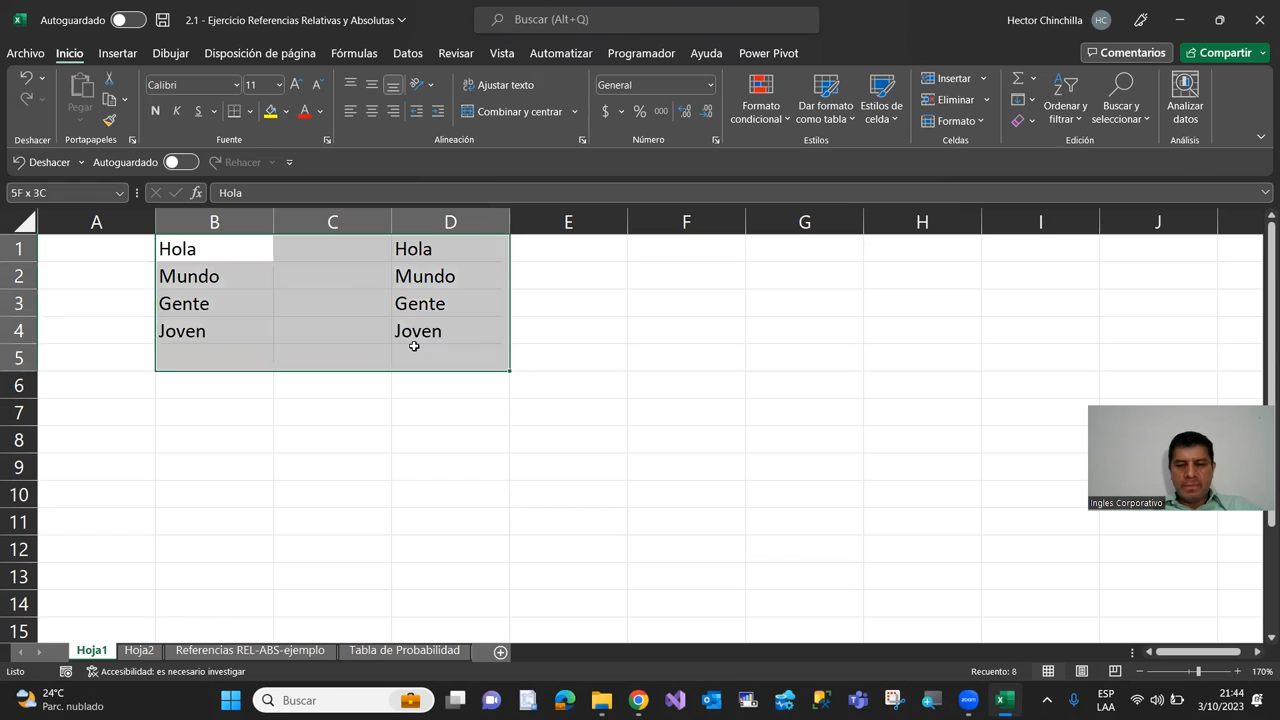 Autoguardado
2.1 - Ejercicio Referencias Relativas y Absolutas
Buscar (Alt+Q)
Hector Chinchilla
HC
Archivo Inicio Insertar Dibujar Disposición de página Fórmulas Datos Revisar Vista Automatizar Programador Ayuda Power Pivot
Comentarios
Compartir
Pegar
Calibri
11
N K S
Ajustar texto
Combinar y centrar
General
$ % 000
Formato condicional
Dar formato como tabla
Estilos de celda
Insertar
Eliminar
Formato
Ordenar y filtrar
Buscar y seleccionar
Analizar datos
Deshacer Portapapeles Fuente Alineación Número Estilos Celdas Edición Análisis
Deshacer Autoguardado Rehacer
5F x 3C
fx
Hola
A B C D E F G H I J
1 Hola Hola
2 Mundo Mundo
3 Gente Gente
4 Joven Joven
5
6
7
8
9
10
11
12
13
14
15
Ingles Corporativo
Hoja1 Hoja2 Referencias REL-ABS-ejemplo Tabla de Probabilidad
Listo
Accesibilidad: es necesario investigar
Recuento: 8
170%
24°C
Parc. nublado
Buscar
zoom
ESP
LAA
21:44
3/10/2023